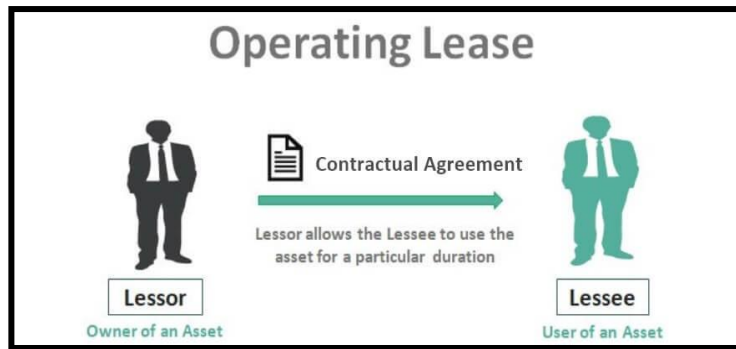 Operating Lease
Contractual Agreement
Lessor allows the Lessee to use the
asset for a particular duration
Lessor
Owner of an Asset
Lessee
User of an Asset